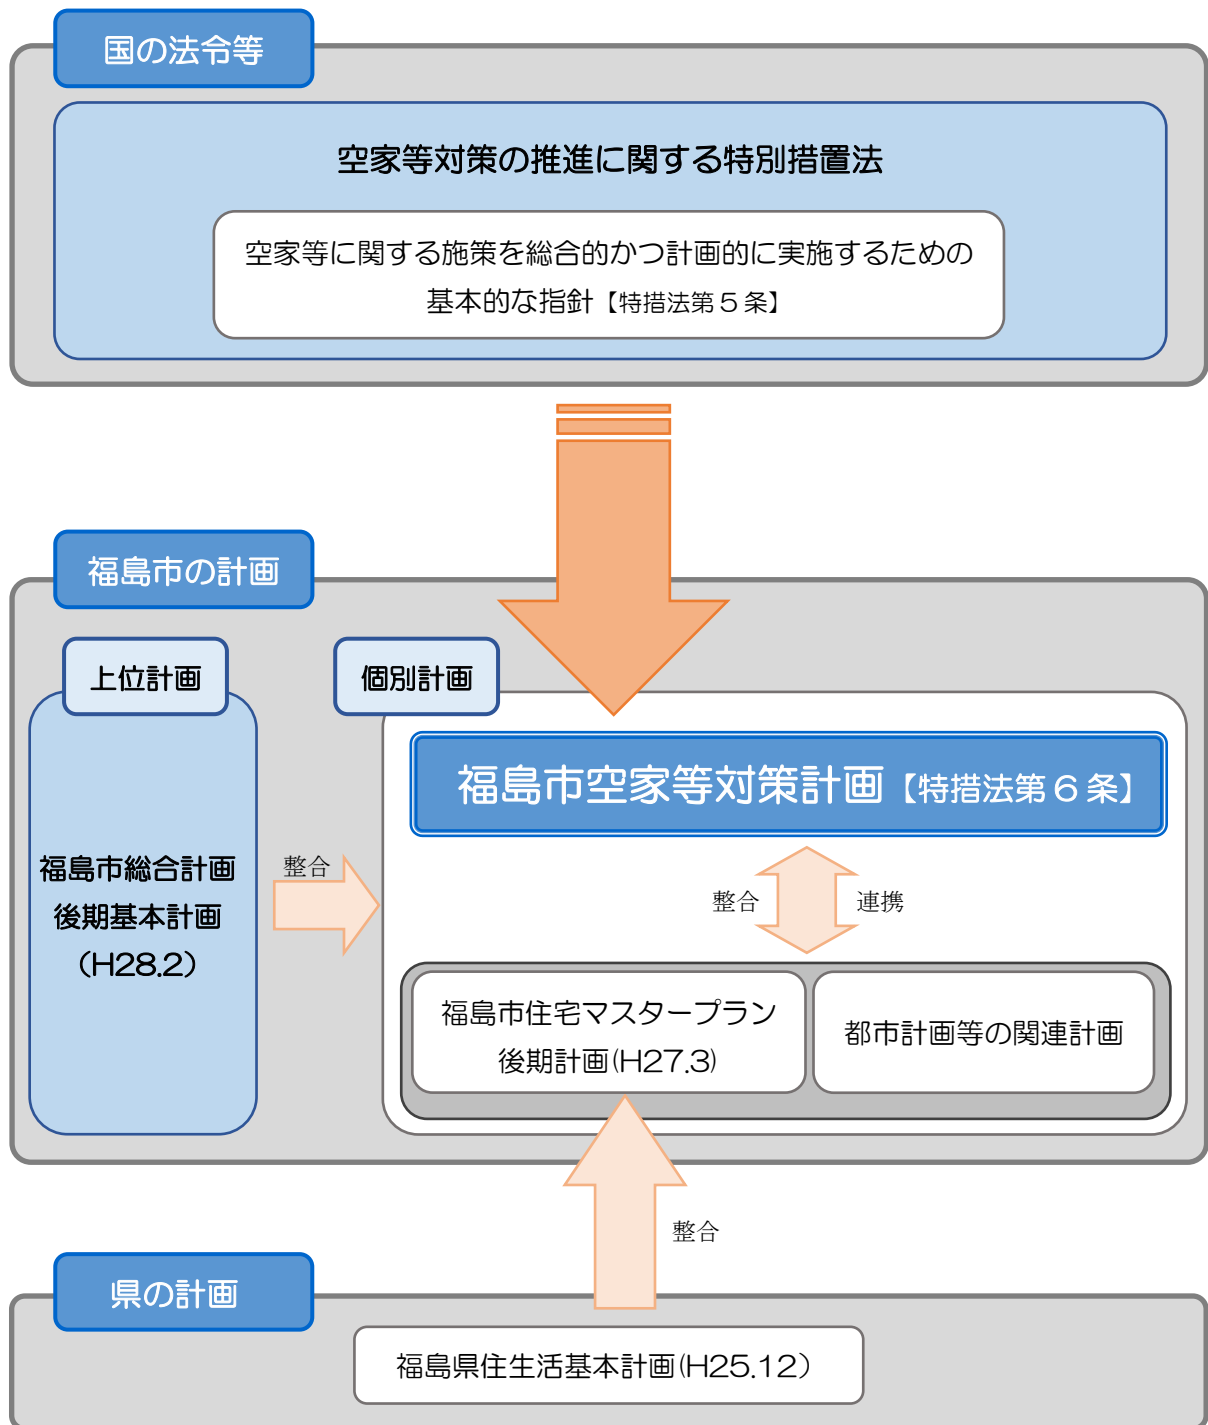 国の法令等
空家等対策の推進に関する特別措置法
空家等に関する施策を総合的かつ計画的に実施するための
基本的な指針【特措法第５条】
福島市の計画
上位計画
福島市総合計画
後期基本計画
（H28.2）
整合
個別計画
福島市空家等対策計画【特措法第６条】
整合
連携
福島市住宅マスタープラン
後期計画(H27.3)
都市計画等の関連計画
整合
県の計画
福島県住生活基本計画(H25.12）